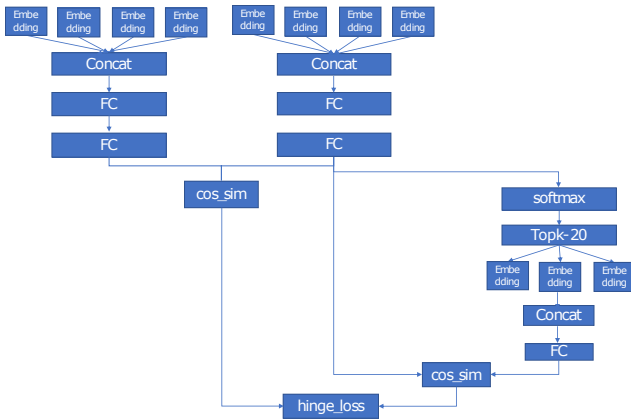 Embe Embe Embe Embe Embe Embe Embe Embe
dding dding dding dding dding dding dding dding
Concat Concat
FC FC
FC FC
cos_sim
softmax
Topk-20
Embe Embe Embe
dding dding dding
Concat
FC
cos_sim
hinge_loss